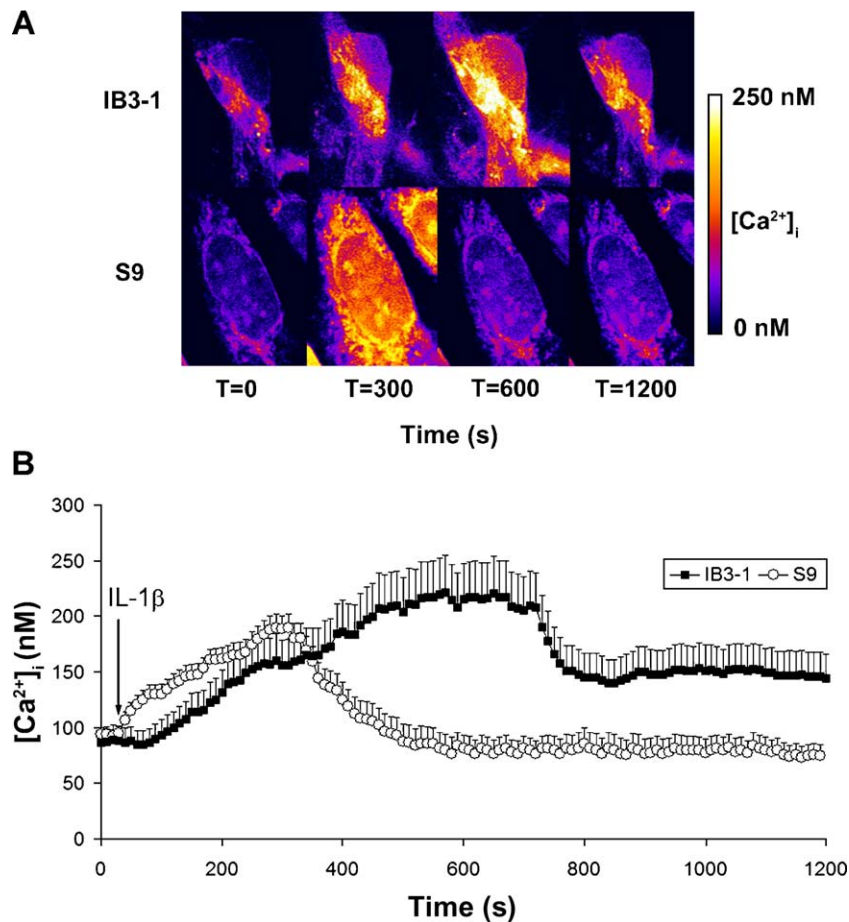 A
IB3-1
S9
250 nM
[Ca²⁺]ᵢ
0 nM
T=0 T=300 T=600 T=1200
Time (s)
B
300
250
200
150
100
50
0
[Ca²⁺]ᵢ (nM)
IL-1β
IB3-1 S9
0 200 400 600 800 1000 1200
Time (s)